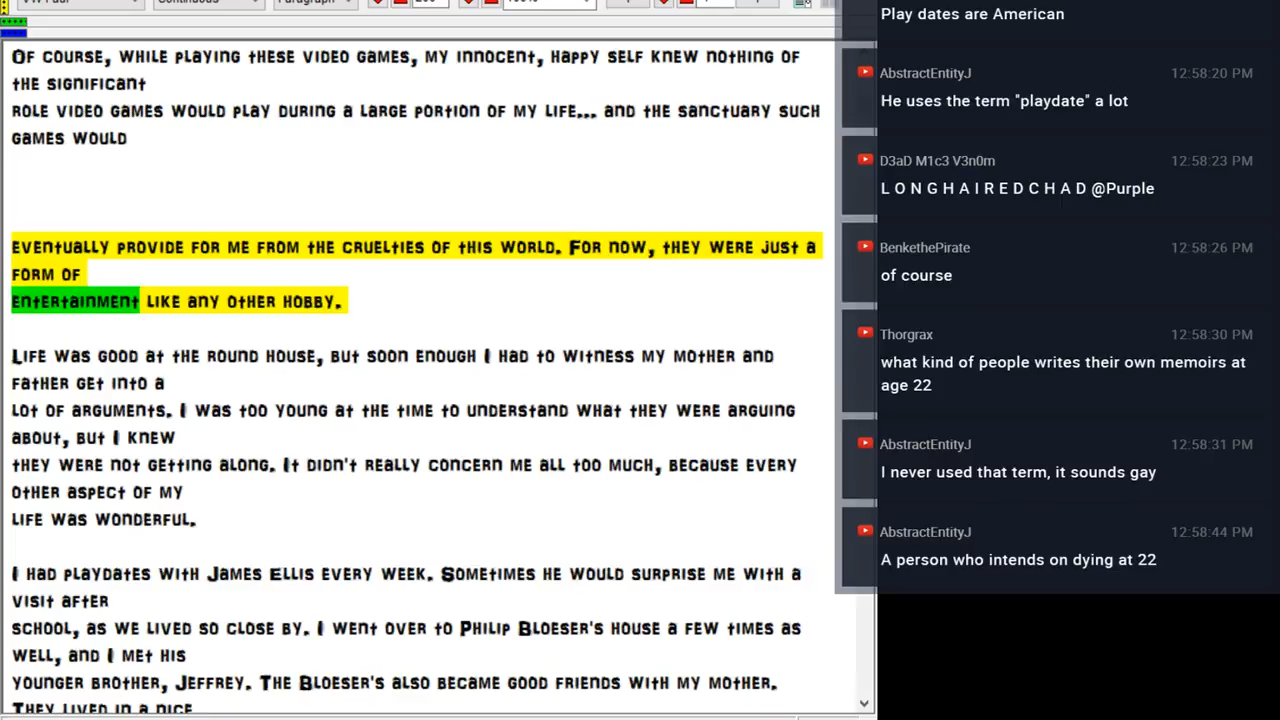 Of course, while playing these video games, my innocent, happy self knew nothing of
the significant
role video games would play during a large portion of my life... and the sanctuary such
games would
eventually provide for me from the cruelties of this world. For now, they were just a
form of
entertainment like any other hobby.
Life was good at the round house, but soon enough I had to witness my mother and
father get into a
lot of arguments. I was too young at the time to understand what they were arguing
about, but I knew
they were not getting along. It didn't really concern me all too much, because every
other aspect of my
life was wonderful.
I had playdates with James Ellis every week. Sometimes he would surprise me with a
visit after
school, as we lived so close by. I went over to Philip Bloeser's house a few times as
well, and I met his
younger brother, Jeffrey. The Bloeser's also became good friends with my mother.
They lived in a nice
Play dates are American
AbstractEntityJ 12:58:20 PM
He uses the term "playdate" a lot
D3aD M1c3 V3n0m 12:58:23 PM
L O N G H A I R E D C H A D @Purple
BenkethePirate 12:58:26 PM
of course
Thorgrax 12:58:30 PM
what kind of people writes their own memoirs at
age 22
AbstractEntityJ 12:58:31 PM
I never used that term, it sounds gay
AbstractEntityJ 12:58:44 PM
A person who intends on dying at 22